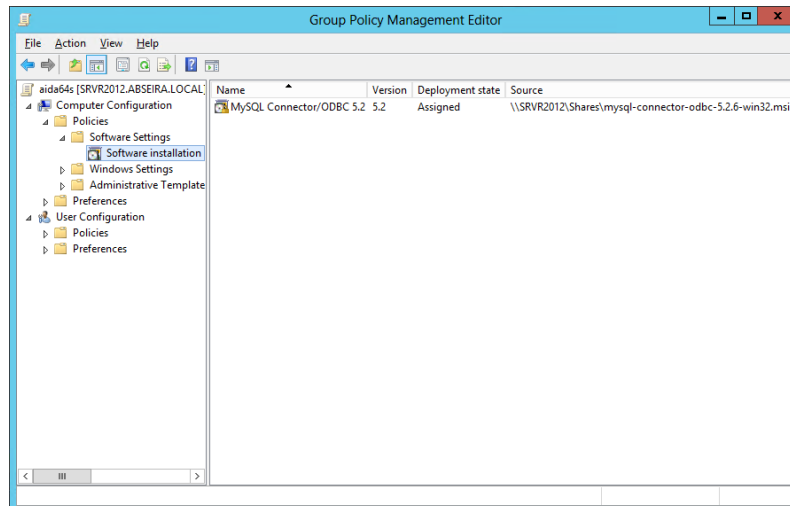 Group Policy Management Editor
File Action View Help
aida64s [SRVR2012.ABSEIRA.LOCAL]
Computer Configuration
Policies
Software Settings
Software installation
Windows Settings
Administrative Template
Preferences
User Configuration
Policies
Preferences
Name Version Deployment state Source
MySQL Connector/ODBC 5.2 5.2 Assigned \\SRVR2012\Shares\mysql-connector-odbc-5.2.6-win32.msi